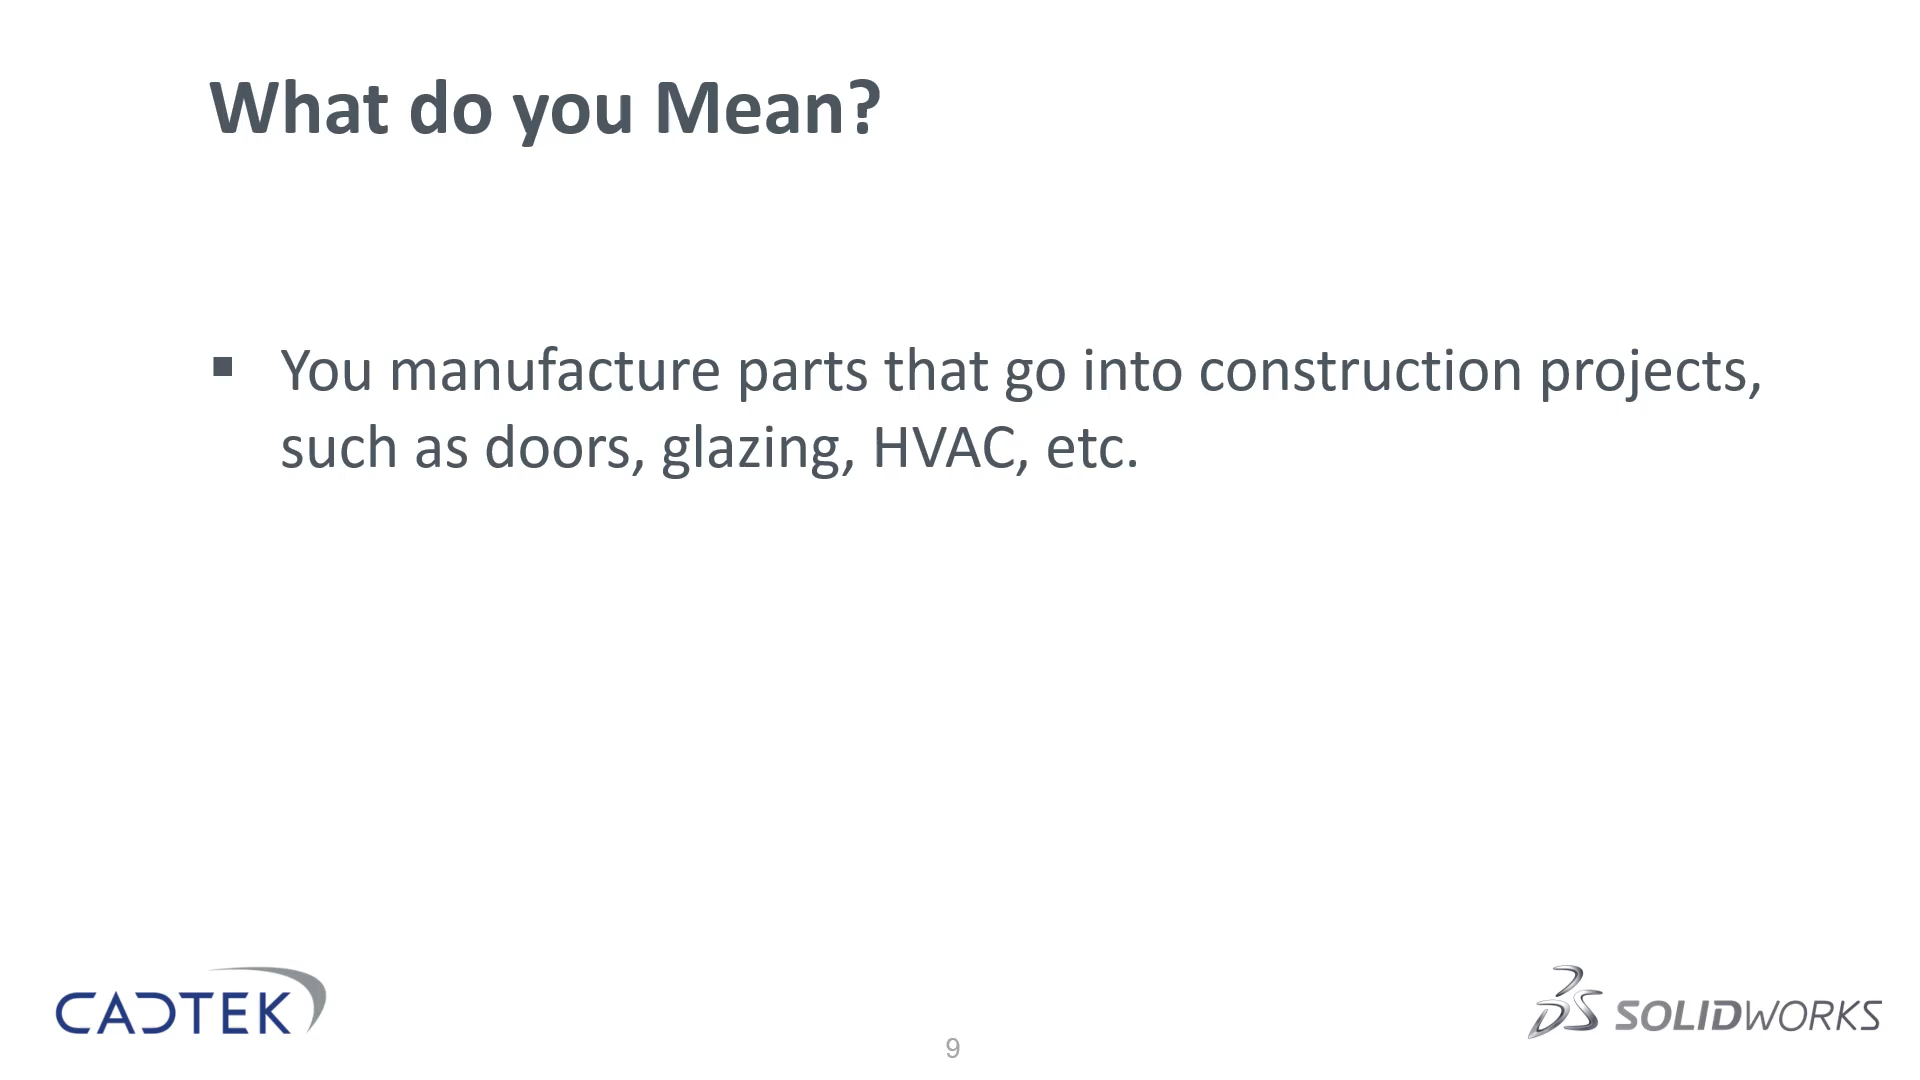 What do you Mean?
▪ You manufacture parts that go into construction projects,
such as doors, glazing, HVAC, etc.
CADTEK
9
3DS SOLIDWORKS